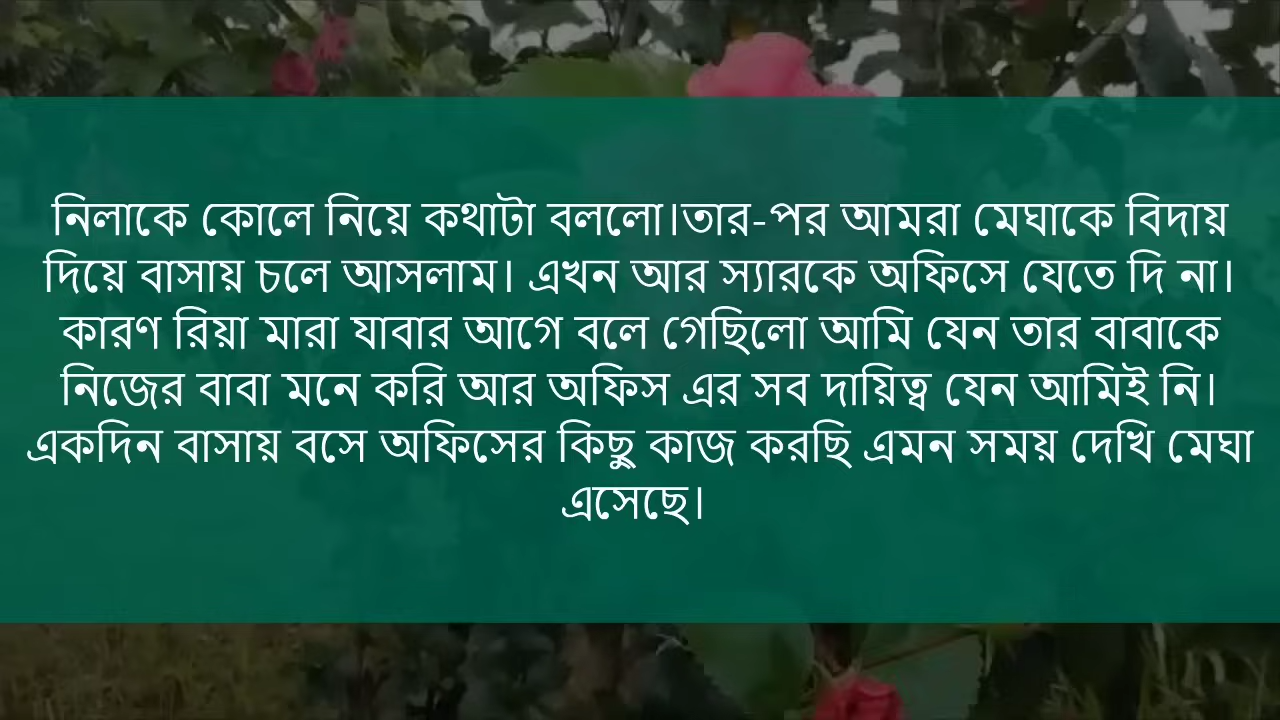 নিলাকে কোলে নিয়ে কথাটা বললো।তার-পর আমরা মেঘাকে বিদায়
দিয়ে বাসায় চলে আসলাম। এখন আর স্যারকে অফিসে যেতে দি না।
কারণ রিয়া মারা যাবার আগে বলে গেছিলো আমি যেন তার বাবাকে
নিজের বাবা মনে করি আর অফিস এর সব দায়িত্ব যেন আমিই নি।
একদিন বাসায় বসে অফিসের কিছু কাজ করছি এমন সময় দেখি মেঘা
এসেছে।